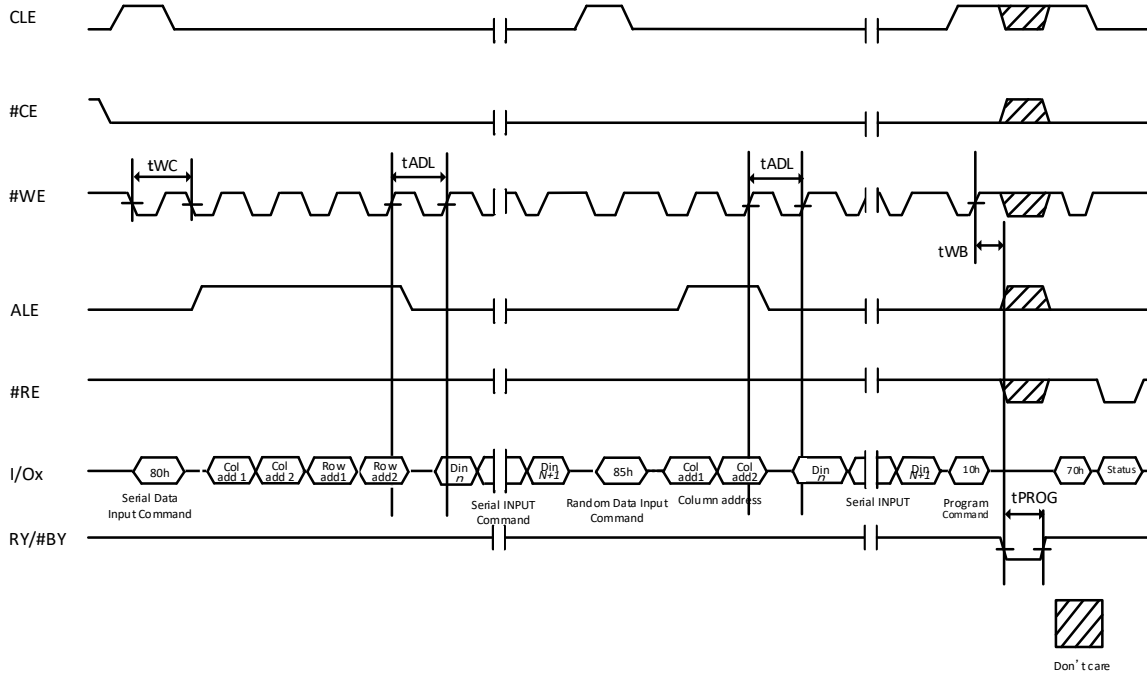 CLE
#CE
tWC
tADL
tADL
#WE
tWB
ALE
#RE
I/Ox
80h
Col
add 1
Col
add 2
Row
add1
Row
add2
Din
n
Din
N+1
85h
Col
add1
Col
add2
Din
n
Din
N+1
10h
70h
Status
Serial Data
Input Command
Serial INPUT
Command
Random Data Input
Command
Column address
Serial INPUT
Program
Command
tPROG
RY/#BY
Don't care